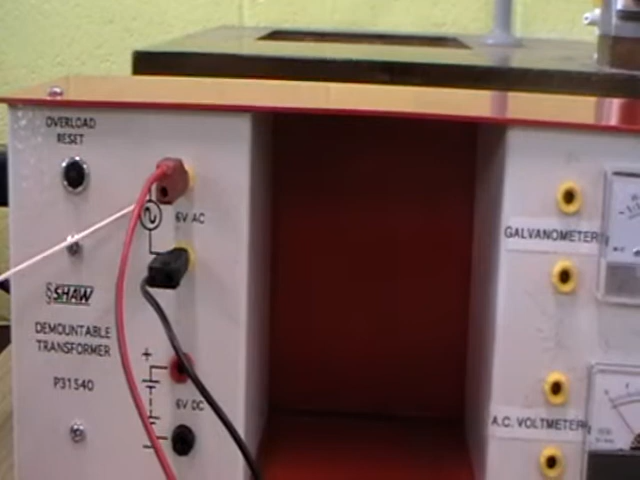 OVERLOAD
RESET
6V AC
SHAW
DEMOUNTABLE
TRANSFORMER
P31540
+
6V DC
GALVANOMETER
A.C. VOLTMETER